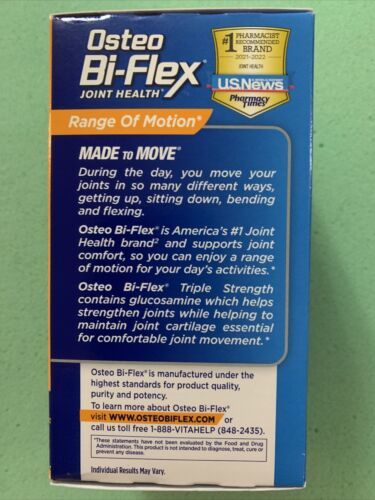 Osteo
Bi-Flex®
JOINT HEALTH*
#1
PHARMACIST
RECOMMENDED
BRAND
2021-2022
JOINT HEALTH
U.S.News
Pharmacy
Times®
Range Of Motion*
MADE TO MOVE®
During the day, you move your
joints in so many different ways,
getting up, sitting down, bending
and flexing.
Osteo Bi-Flex® is America's #1 Joint
Health brand² and supports joint
comfort, so you can enjoy a range
of motion for your day's activities.*
Osteo Bi-Flex® Triple Strength
contains glucosamine which helps
strengthen joints while helping to
maintain joint cartilage essential
for comfortable joint movement.*
Osteo Bi-Flex® is manufactured under the
highest standards for product quality,
purity and potency.
To learn more about Osteo Bi-Flex®
visit WWW.OSTEOBIFLEX.COM or
call us toll free 1-888-VITAHELP (848-2435).
*These statements have not been evaluated by the Food and Drug
Administration. This product is not intended to diagnose, treat, cure or
prevent any disease.
Individual Results May Vary.